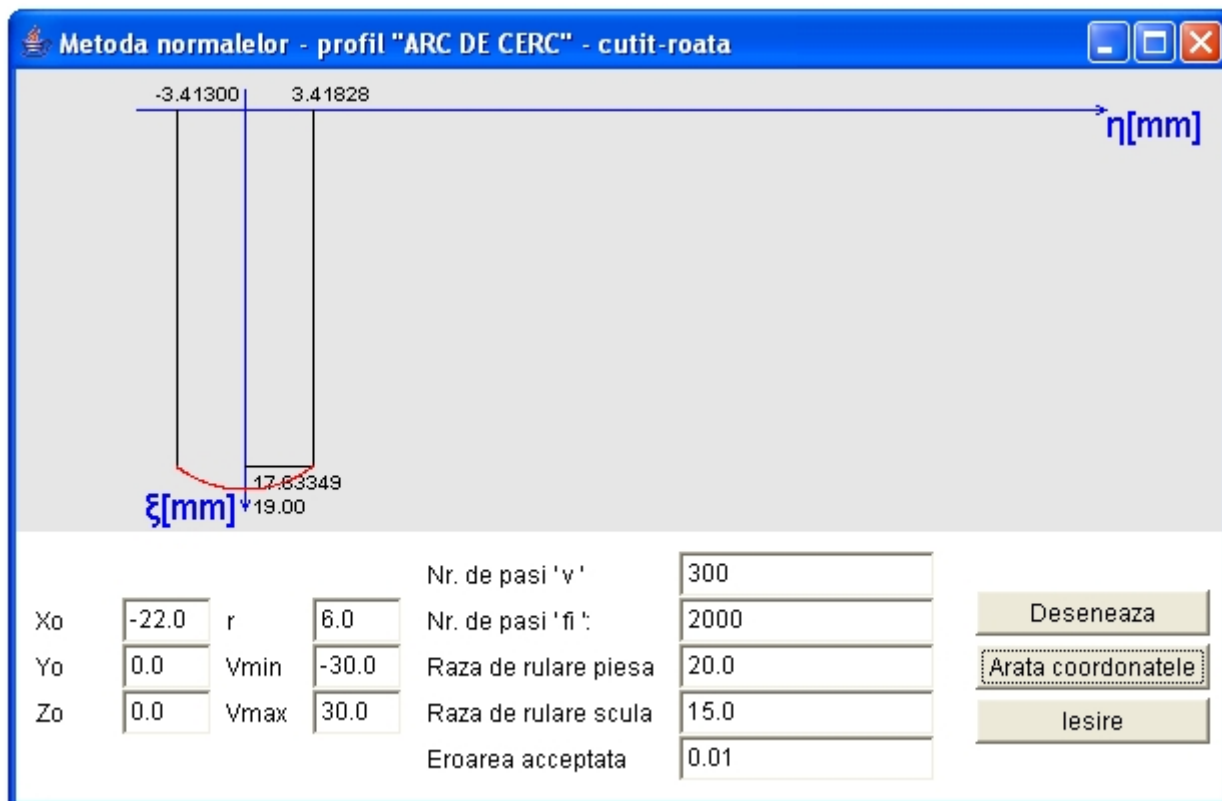 Metoda normalelor - profil "ARC DE CERC" - cutit-roata
-3.41300 3.41828
η[mm]
17.63349
ξ[mm] 19.00
Nr. de pasi 'v' 300
Xo -22.0 r 6.0 Nr. de pasi 'fi': 2000 Deseneaza
Yo 0.0 Vmin -30.0 Raza de rulare piesa 20.0 Arata coordonatele
Zo 0.0 Vmax 30.0 Raza de rulare scula 15.0 Iesire
Eroarea acceptata 0.01